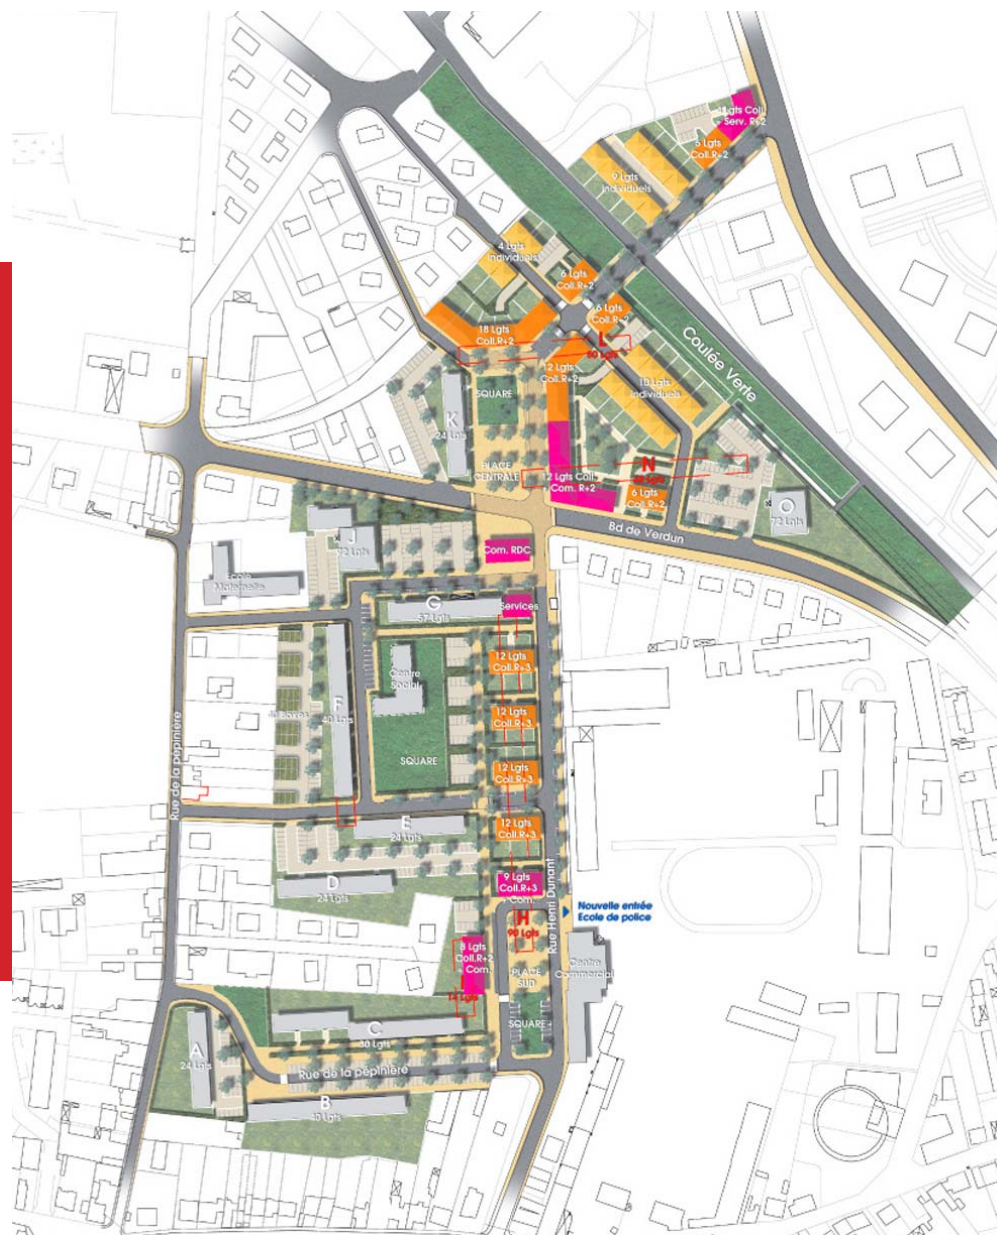 Lgts Coll.
+ Serv. R+2
5 Lgts
Coll.R+2
9 Lgts
Individuels
4 Lgts
Individuels
6 Lgts
Coll.R+2
6 Lgts
Coll.R+2
18 Lgts
Coll.R+2
L
12 Lgts
Coll.R+2
Coulée Verte
Individuels
SQUARE
K
24 Lgts
PLACE
CENTRALE
N
12 Lgts Coll.
Com. R+2
6 Lgts
Coll.R+2
O
72 Lgts
Bd de Verdun
J
72 Lgts
Com. RDC
Ecole
Maternelle
G
57 Lgts
Services
12 Lgts
Coll.R+3
Centre
Social
F
40 Lgts
12 Lgts
Coll.R+3
SQUARE
12 Lgts
Coll.R+3
Rue de la pépinière
E
24 Lgts
12 Lgts
Coll.R+3
D
24 Lgts
9 Lgts
Coll.R+3
+ Com.
Rue Henri Dunant
Nouvelle entrée
Ecole de police
H
90 Lgts
8 Lgts
Coll.R+2
+ Com.
PLACE
SUD
Centre
Commercial
14 Lgts
SQUARE
C
A
24 Lgts
Rue de la pépinière
B
40 Lgts